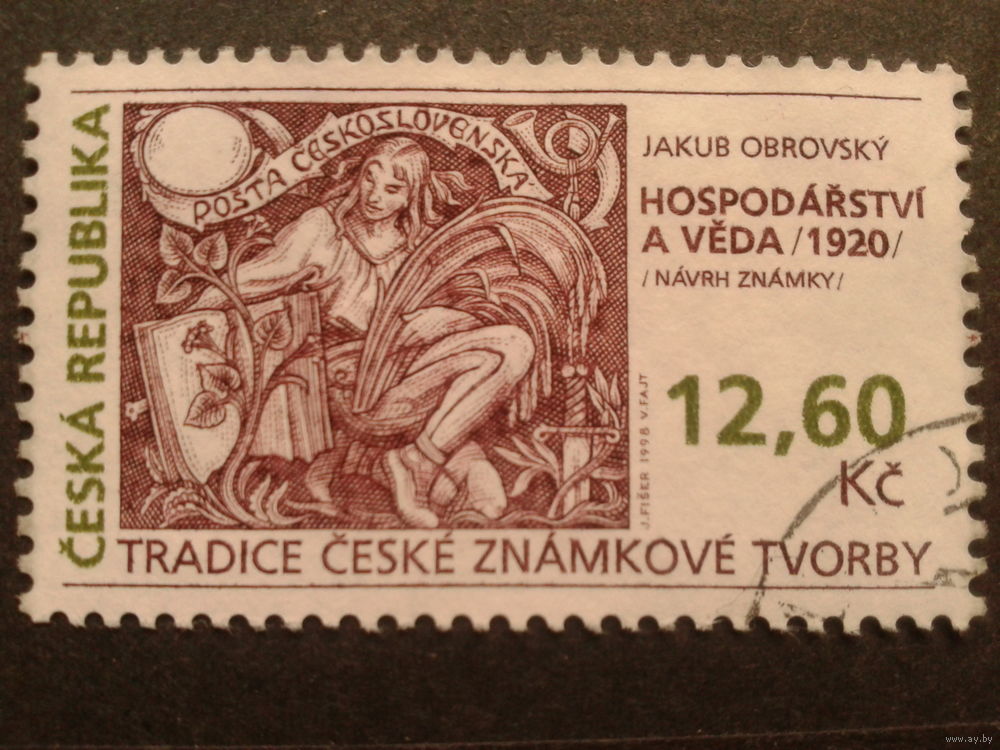 ČESKÁ REPUBLIKA
POŠTA ČESKOSLOVENSKA
JAKUB OBROVSKÝ
HOSPODÁŘSTVÍ
A VĚDA /1920/
/NÁVRH ZNÁMKY/
12,60
Kč
J. FIŠER 1998 V. FAJT
TRADICE ČESKÉ ZNÁMKOVÉ TVORBY
www.ay.by